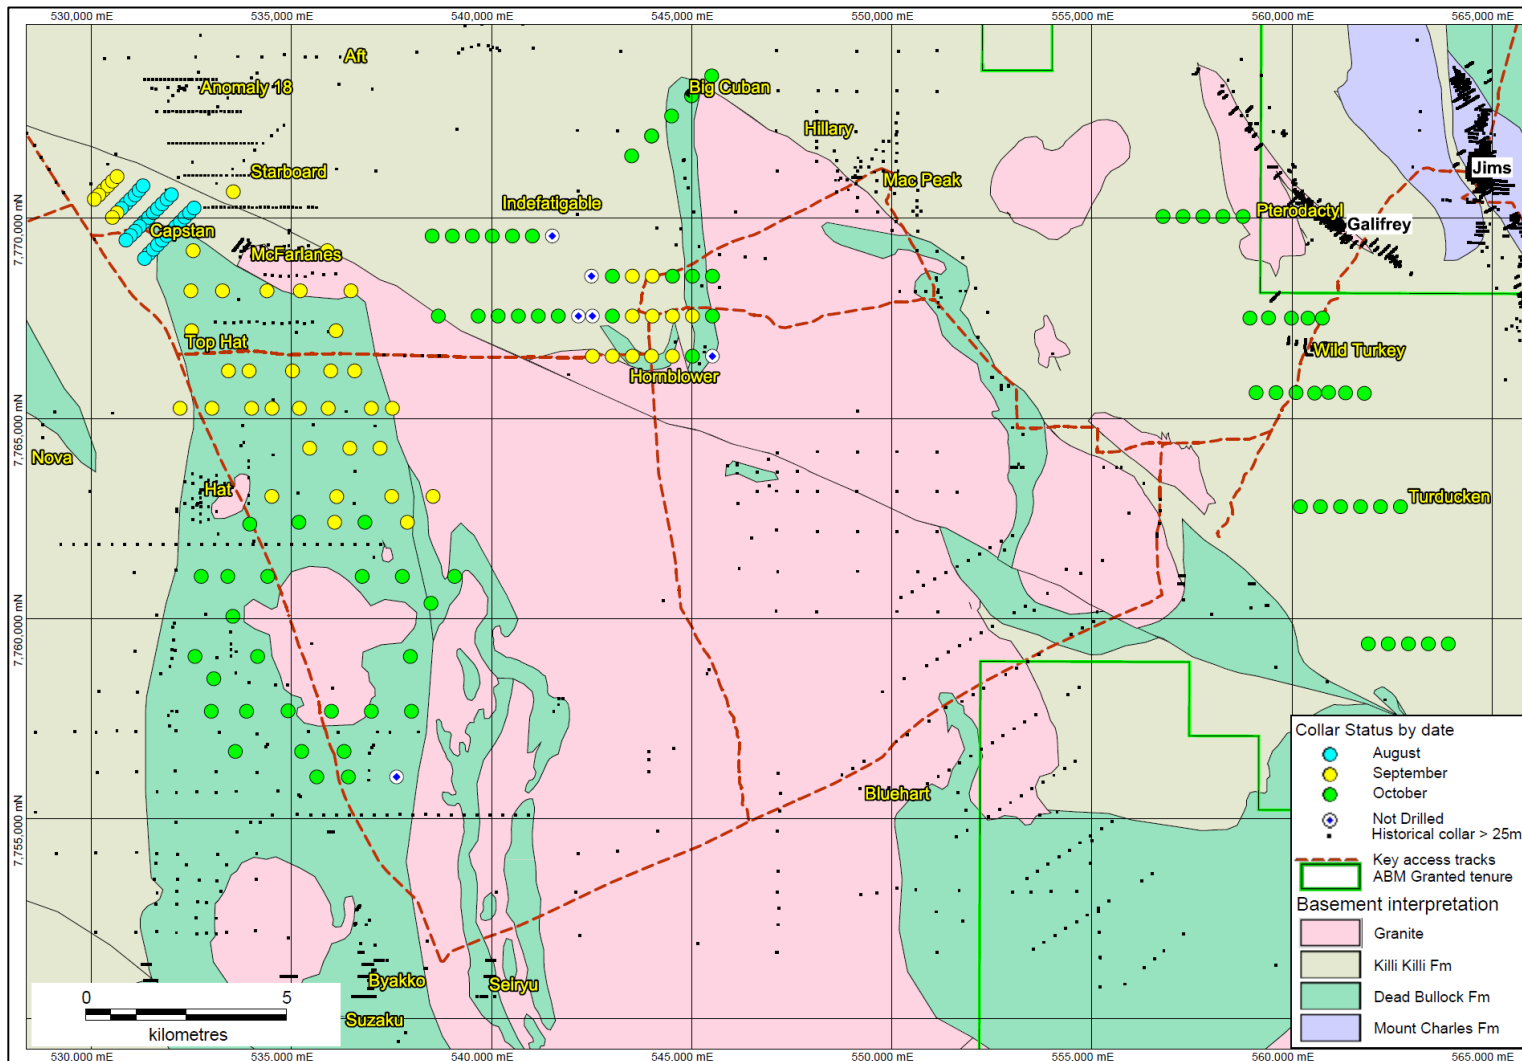 530,000 mE 535,000 mE 540,000 mE 545,000 mE 550,000 mE 555,000 mE 560,000 mE 565,000 mE
Aft
Anomaly 18
Big Cuban
Hillary
Starboard
Mac Peak
Jims
Indefatigable
Pterodactyl
Galifrey
7,770,000 mN
Capstan
McFarlanes
Top Hat
Wild Turkey
Hornblower
7,765,000 mN
Nova
Hat
Turducken
7,760,000 mN
Bluehart
7,755,000 mN
Byakko
Seiryu
Suzaku
0 5
kilometres
Collar Status by date
August
September
October
Not Drilled
Historical collar > 25m
Key access tracks
ABM Granted tenure
Basement interpretation
Granite
Killi Killi Fm
Dead Bullock Fm
Mount Charles Fm
530,000 mE 535,000 mE 540,000 mE 545,000 mE 550,000 mE 555,000 mE 560,000 mE 565,000 mE